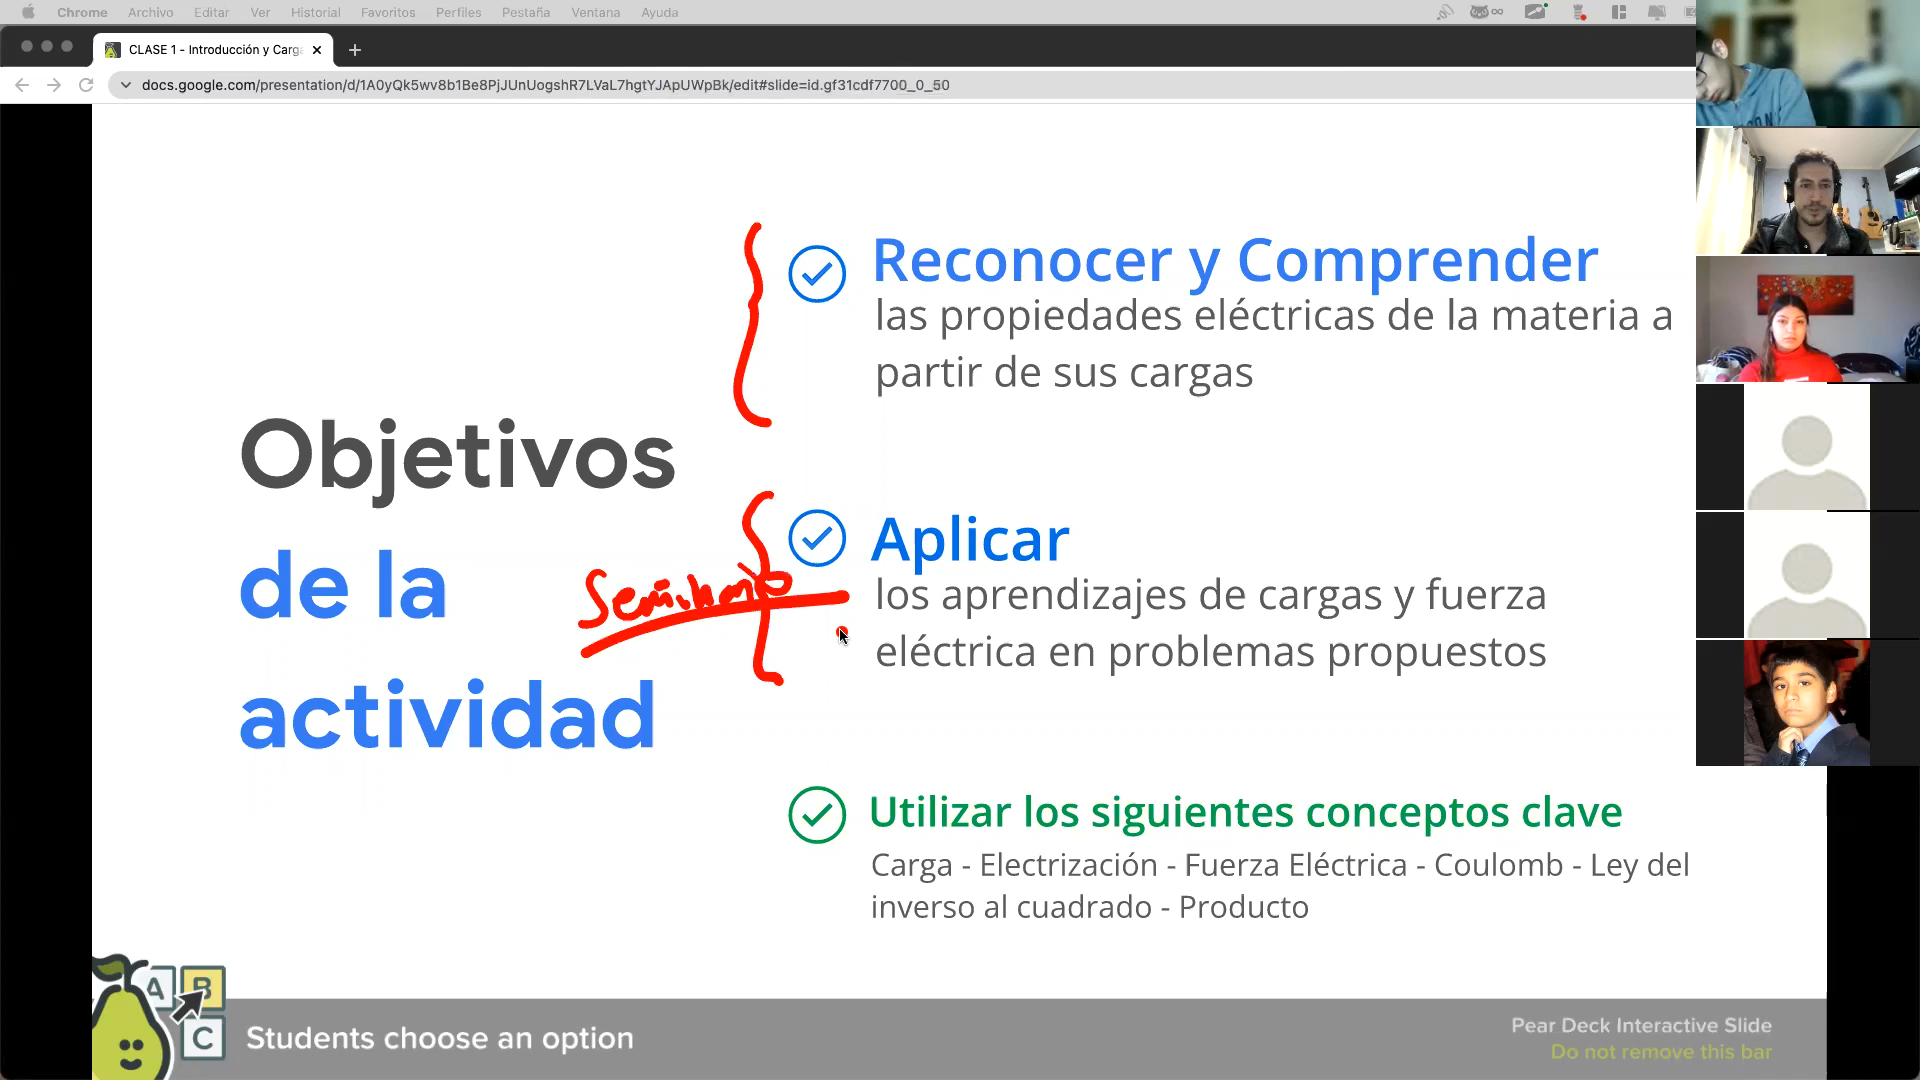 Chrome Archivo Editar Ver Historial Favoritos Perfiles Pestaña Ventana Ayuda
CLASE 1 - Introducción y Carg
docs.google.com/presentation/d/1A0yQk5wv8b1Be8PjJUnUogshR7LVaL7hgtYJApUWpBk/edit#slide=id.gf31cdf7700_0_50
Objetivos
de la
actividad
Reconocer y Comprender
las propiedades eléctricas de la materia a
partir de sus cargas
Aplicar
los aprendizajes de cargas y fuerza
eléctrica en problemas propuestos
Utilizar los siguientes conceptos clave
Carga - Electrización - Fuerza Eléctrica - Coulomb - Ley del
inverso al cuadrado - Producto
A B
C
Students choose an option
Pear Deck Interactive Slide
Do not remove this bar